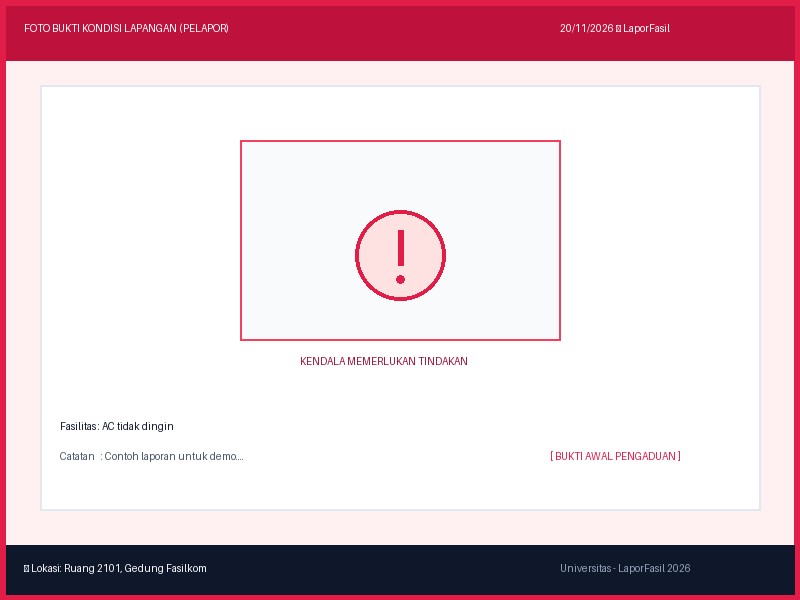 FOTO BUKTI KONDISI LAPANGAN (PELAPOR)
20/11/2026 LaporFasil
!
KENDALA MEMERLUKAN TINDAKAN
Fasilitas: AC tidak dingin
Catatan : Contoh laporan untuk demo...
[ BUKTI AWAL PENGADUAN ]
Lokasi: Ruang 2101, Gedung Fasilkom
Universitas - LaporFasil 2026